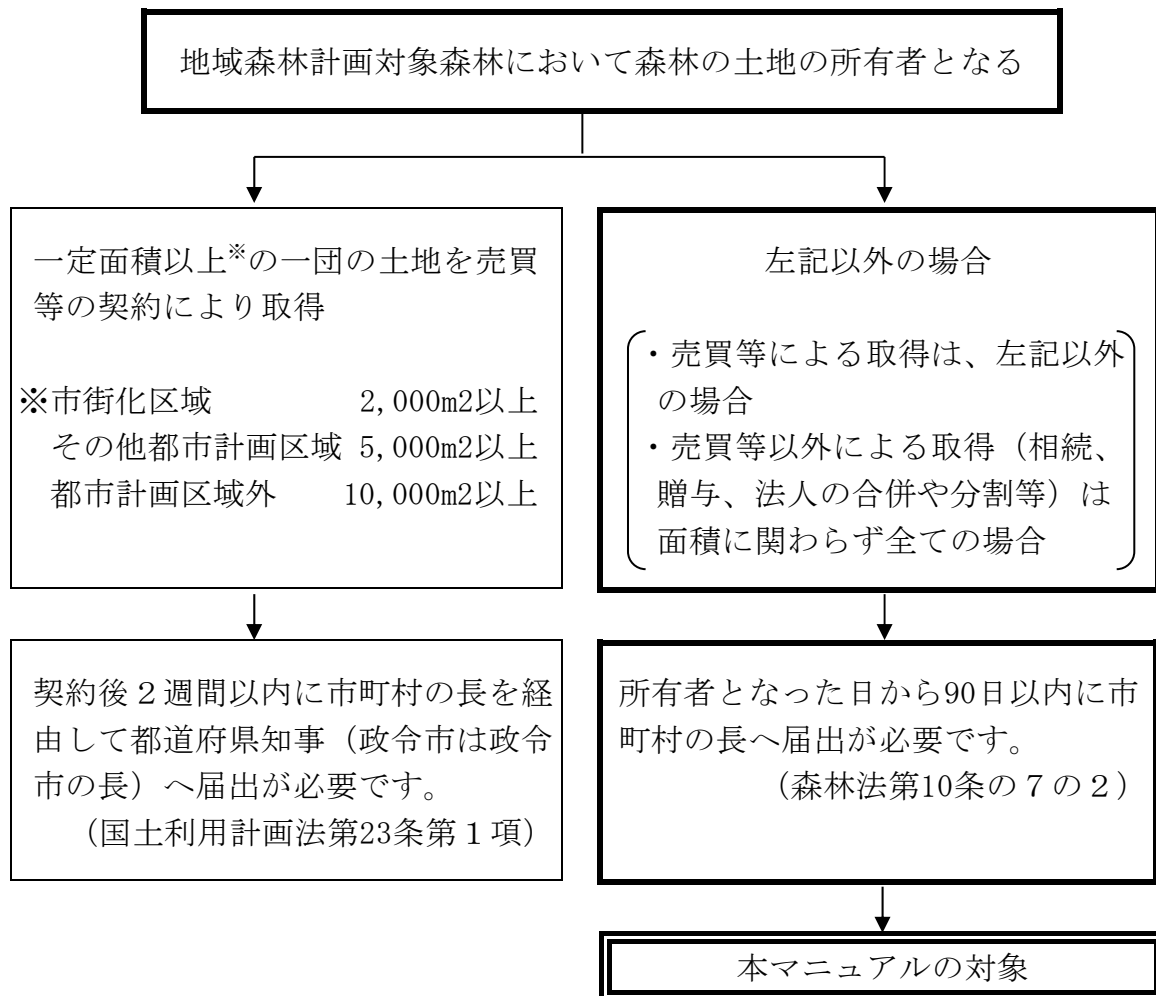 地域森林計画対象森林において森林の土地の所有者となる
一定面積以上※の一団の土地を売買
等の契約により取得
※市街化区域 2,000m2以上
その他都市計画区域 5,000m2以上
都市計画区域外 10,000m2以上
左記以外の場合
・売買等による取得は、左記以外
の場合
・売買等以外による取得（相続、
贈与、法人の合併や分割等）は
面積に関わらず全ての場合
契約後２週間以内に市町村の長を経
由して都道府県知事（政令市は政令
市の長）へ届出が必要です。
（国土利用計画法第23条第１項）
所有者となった日から90日以内に市
町村の長へ届出が必要です。
（森林法第10条の７の２）
本マニュアルの対象